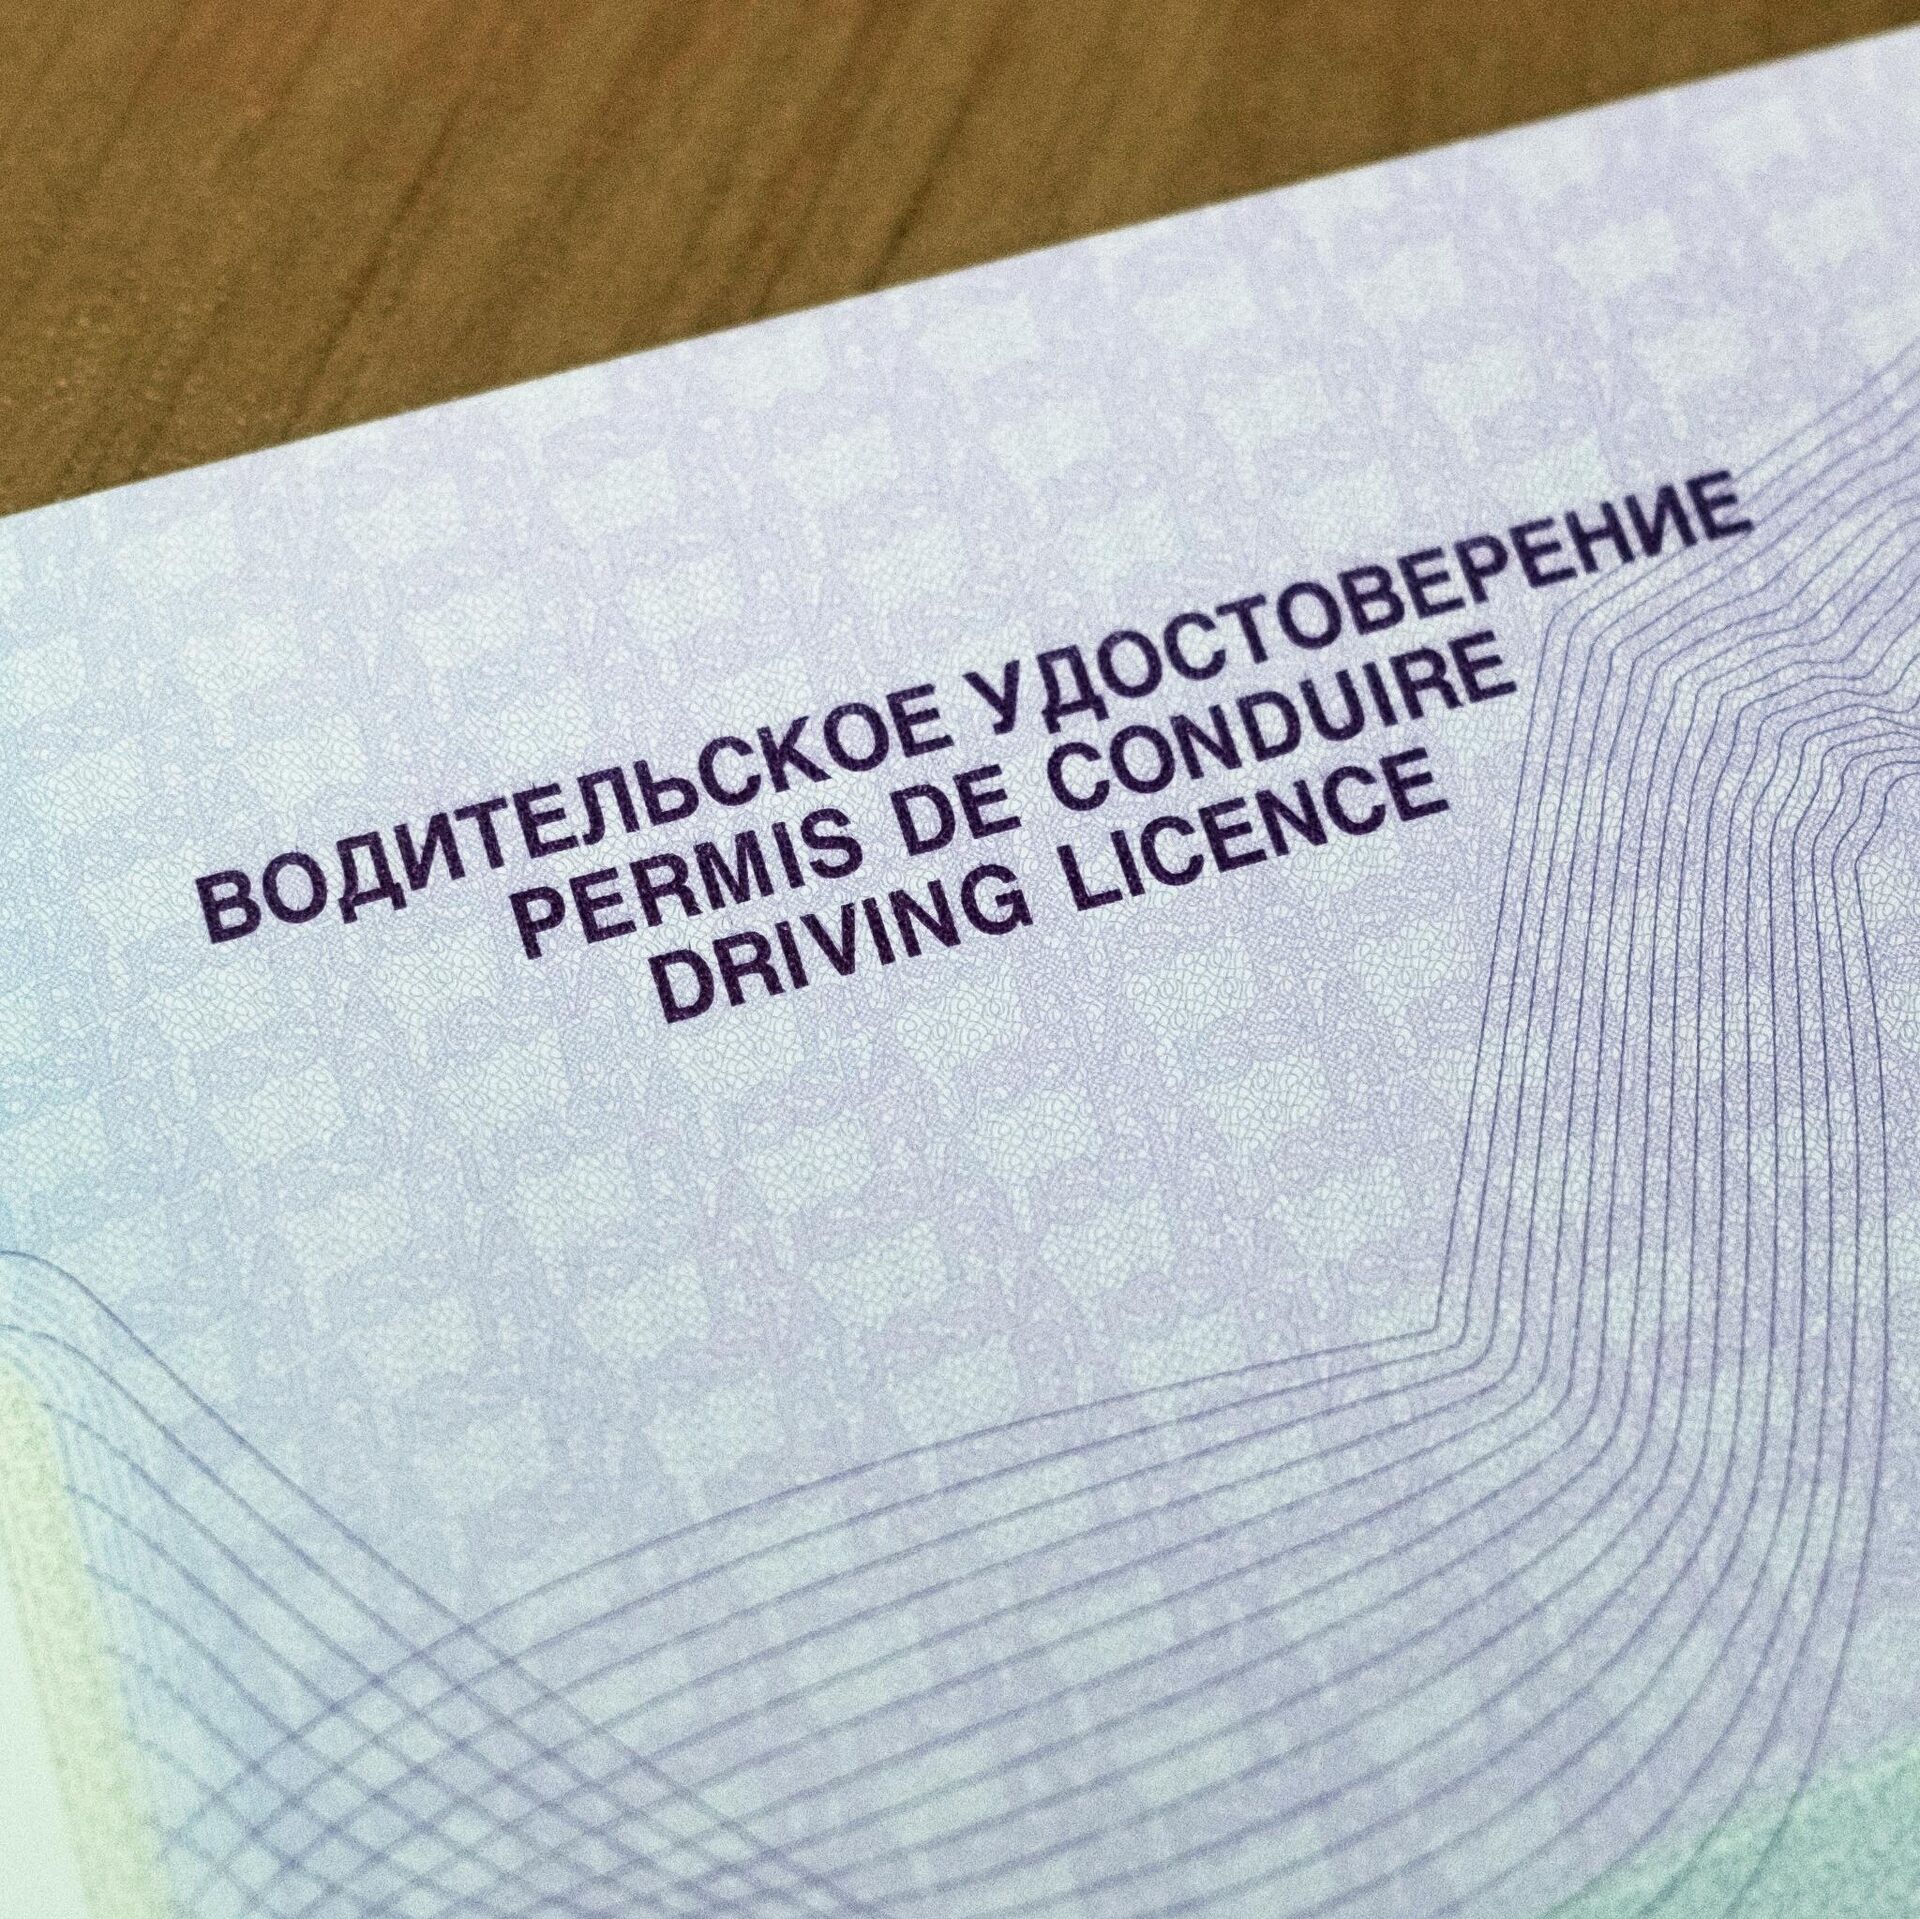 ВОДИТЕЛЬСКОЕ УДОСТОВЕРЕНИЕ
PERMIS DE CONDUIRE
DRIVING LICENCE